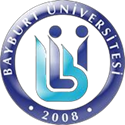 BAYBURT ÜNİVERSİTESİ
• 2008 •